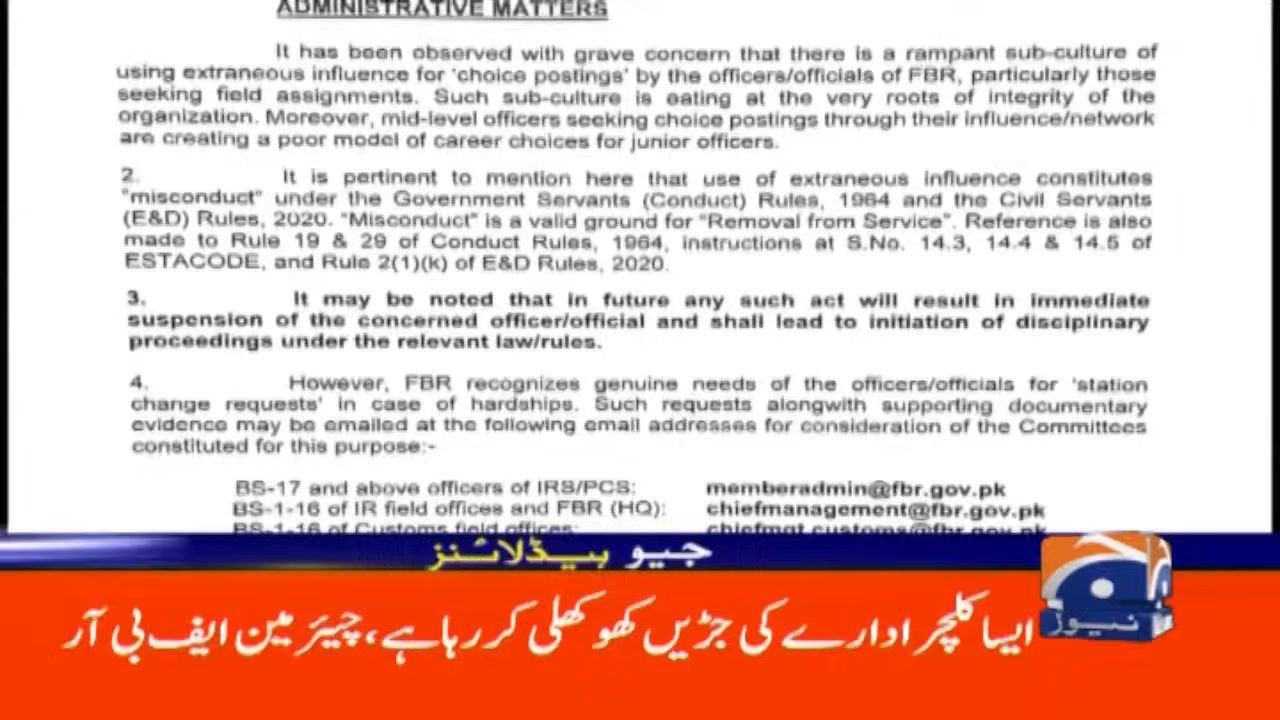 ADMINISTRATIVE MATTERS
It has been observed with grave concern that there is a rampant sub-culture of
using extraneous influence for 'choice postings' by the officers/officials of FBR, particularly those
seeking field assignments. Such sub-culture is eating at the very roots of integrity of the
organization. Moreover, mid-level officers seeking choice postings through their influence/network
are creating a poor model of career choices for junior officers.
2. It is pertinent to mention here that use of extraneous influence constitutes
"misconduct" under the Government Servants (Conduct) Rules, 1964 and the Civil Servants
(E&D) Rules, 2020. "Misconduct" is a valid ground for "Removal from Service". Reference is also
made to Rule 19 & 29 of Conduct Rules, 1964, instructions at S.No. 14.3, 14.4 & 14.5 of
ESTACODE, and Rule 2(1)(k) of E&D Rules, 2020.
3. It may be noted that in future any such act will result in immediate
suspension of the concerned officer/official and shall lead to initiation of disciplinary
proceedings under the relevant law/rules.
4. However, FBR recognizes genuine needs of the officers/officials for 'station
change requests' in case of hardships. Such requests alongwith supporting documentary
evidence may be emailed at the following email addresses for consideration of the Committees
constituted for this purpose:-
BS-17 and above officers of IRS/PCS: memberadmin@fbr.gov.pk
BS-1-16 of IR field offices and FBR (HQ): chiefmanagement@fbr.gov.pk
BS-1-16 of Customs field offices: chiefmgt.customs@fbr.gov.pk
جیو ہیڈلائنز
ایسا کلچر ادارے کی جڑیں کھوکھلی کر رہا ہے، چیئرمین ایف بی آر
نیوز